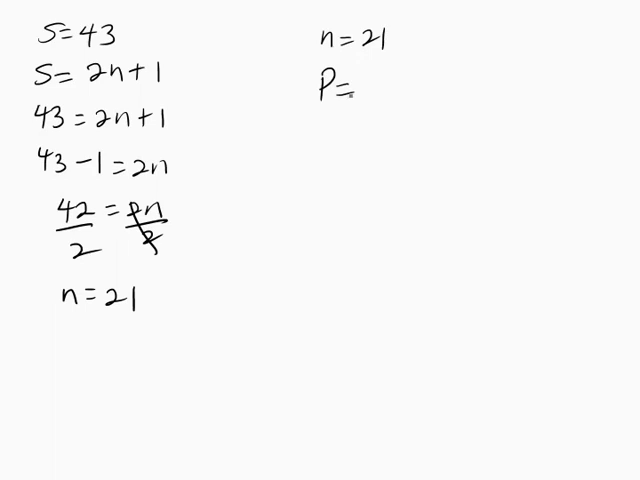 S=43
S= 2n+1
43 = 2n+1
43 -1 = 2n
42/2 = 2n/2
n = 21
n = 21
P=